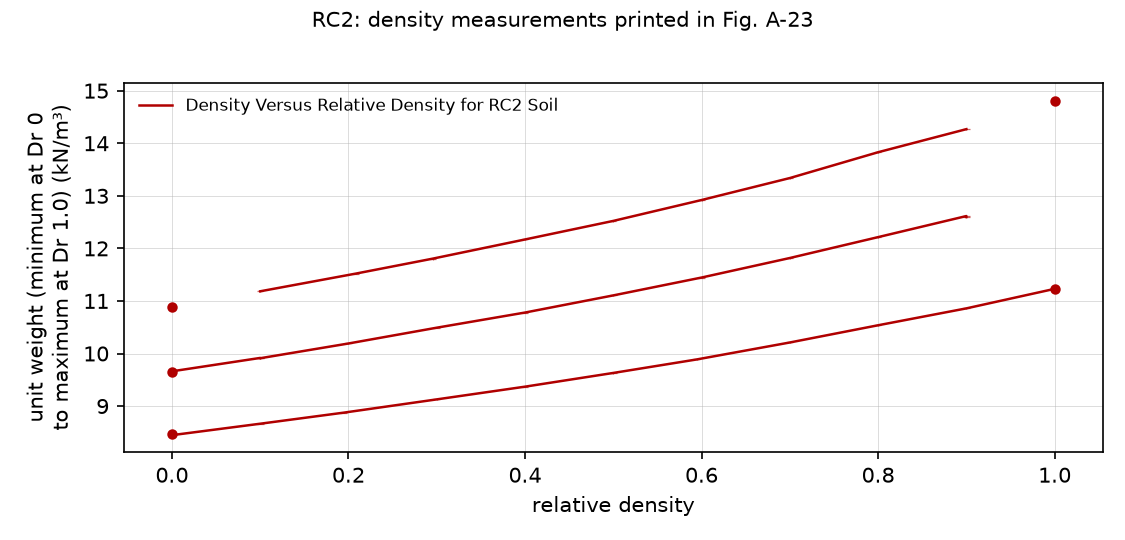 RC2: density measurements printed in Fig. A-23
Density Versus Relative Density for RC2 Soil
unit weight (minimum at Dr 0
to maximum at Dr 1.0) (kN/m³)
15
14
13
12
11
10
9
0.0 0.2 0.4 0.6 0.8 1.0
relative density